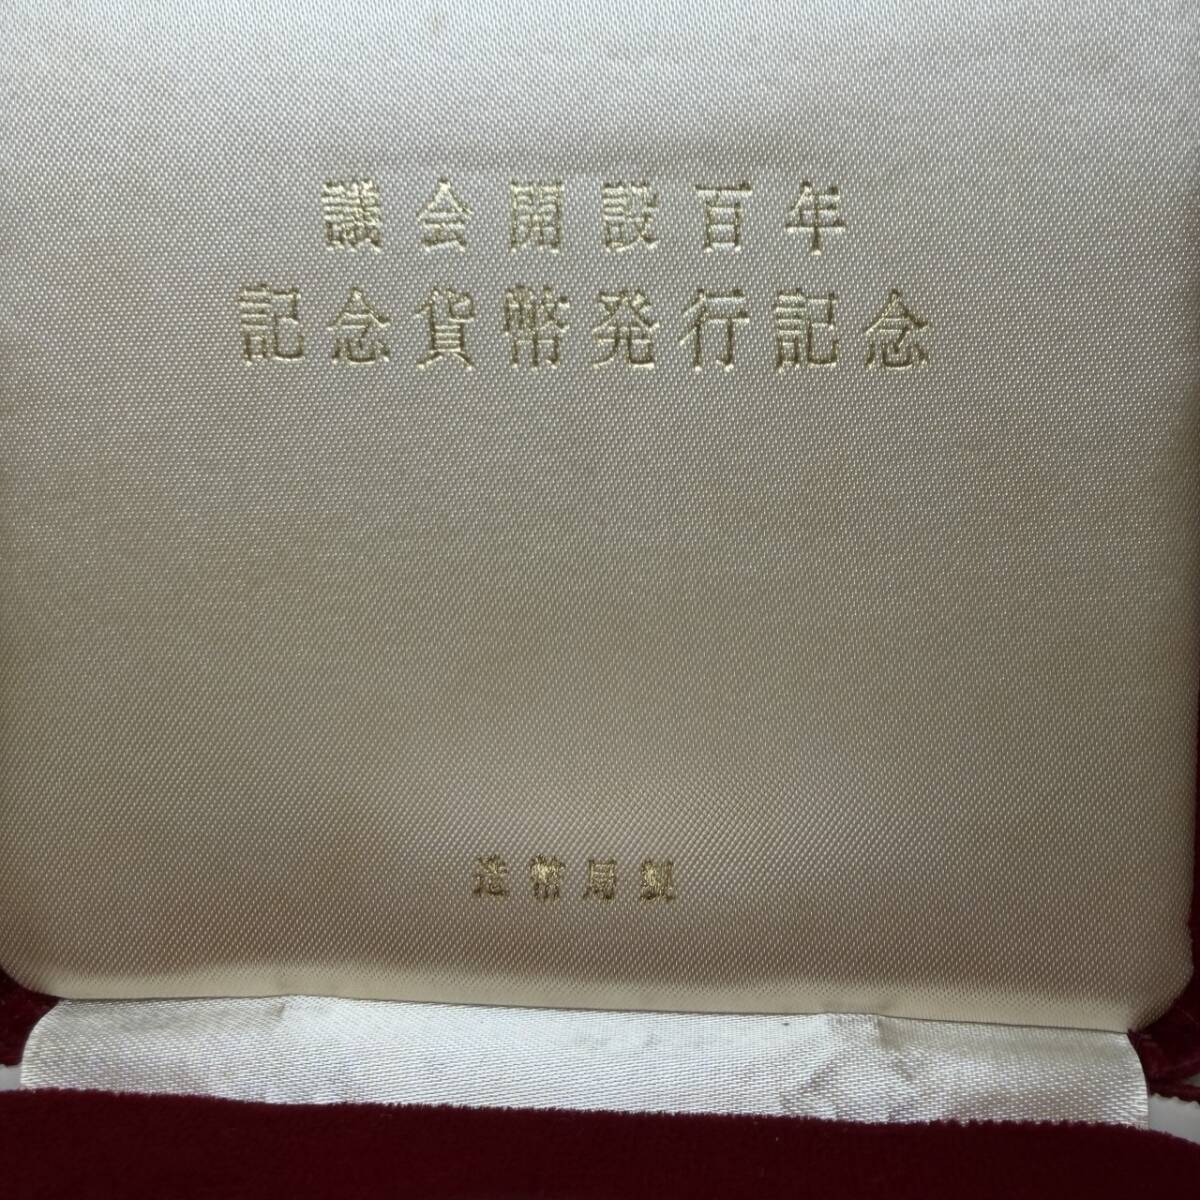 議会開設百年
記念貨幣発行記念
造幣局製